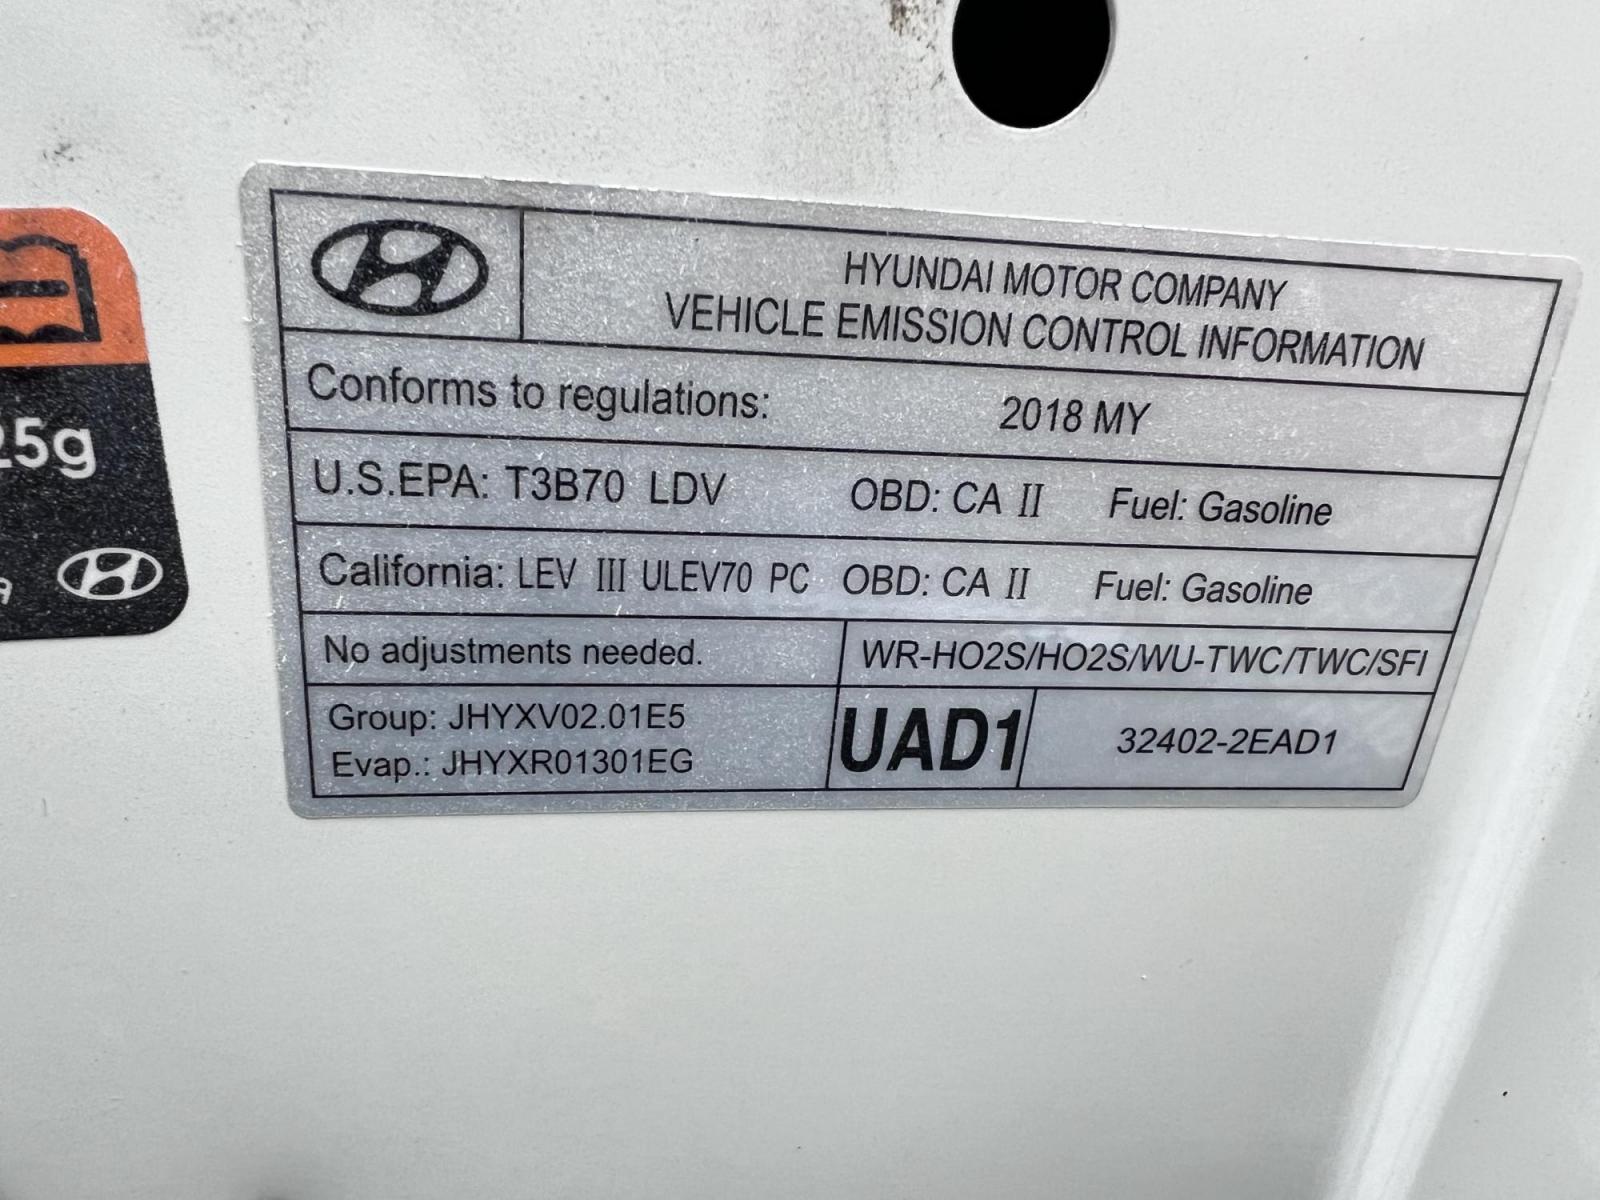 HYUNDAI MOTOR COMPANY
VEHICLE EMISSION CONTROL INFORMATION
Conforms to regulations: 2018 MY
U.S.EPA: T3B70 LDV OBD: CA II Fuel: Gasoline
California: LEV III ULEV70 PC OBD: CA II Fuel: Gasoline
No adjustments needed. WR-HO2S/HO2S/WU-TWC/TWC/SFI
Group: JHYXV02.01E5
Evap.: JHYXR01301EG
UAD1 32402-2EAD1
5g